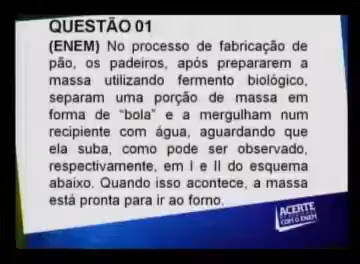 QUESTÃO 01
(ENEM) No processo de fabricação de
pão, os padeiros, após prepararem a
massa utilizando fermento biológico,
separam uma porção de massa em
forma de “bola” e a mergulham num
recipiente com água, aguardando que
ela suba, como pode ser observado,
respectivamente, em I e II do esquema
abaixo. Quando isso acontece, a massa
está pronta para ir ao forno.
ACERTE
COM O ENEM